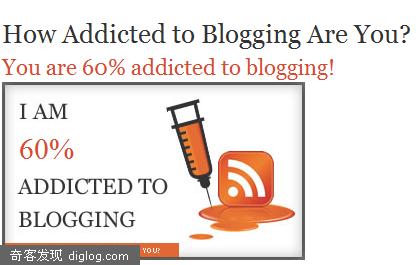 How Addicted to Blogging Are You?
You are 60% addicted to blogging!
I AM
60%
ADDICTED TO
BLOGGING
YOU?
奇客发现 diglog.com